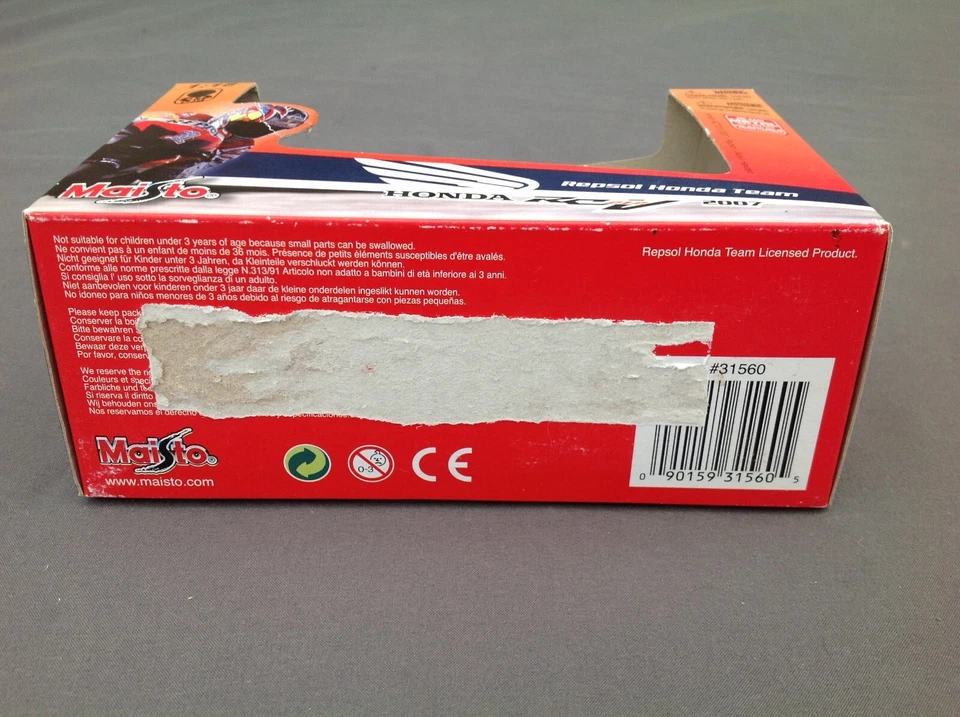 Maisto®
HONDA RC
Repsol Honda Team
2007
Not suitable for children under 3 years of age because small parts can be swallowed.
Ne convient pas à un enfant de moins de 36 mois. Présence de petits éléments susceptibles d'être avalés.
Nicht geeignet für Kinder unter 3 Jahren, da Kleinteile verschluckt werden können.
Conforme alle norme prescritte dalla legge N.313/91 Articolo non adatto a bambini di età inferiore ai 3 anni.
Si consiglia l' uso sotto la sorveglianza di un adulto.
Niet aanbevolen voor kinderen onder 3 jaar daar de kleine onderdelen ingeslikt kunnen worden.
No idoneo para niños menores de 3 años debido al riesgo de atragantarse con piezas pequeñas.
Repsol Honda Team Licensed Product.
Please keep pack
Conserver la boî
Bitte bewahren
Conservare la co
Bewaar deze ver
Por favor, conser
We reserve the ri
Couleurs et speci
Farbliche und te
Si riserva il diritto
Wij behouden ons
Nos reservamos el derecho
#31560
0 90159 31560 5
Maisto®
www.maisto.com
0-3
CE